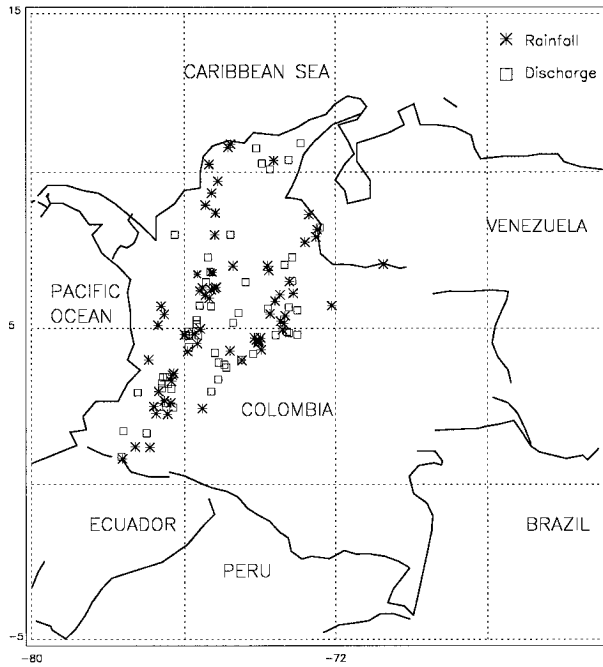 15
Rainfall
Discharge
CARIBBEAN SEA
VENEZUELA
PACIFIC
OCEAN
5
COLOMBIA
ECUADOR
BRAZIL
PERU
-5
-80
-72